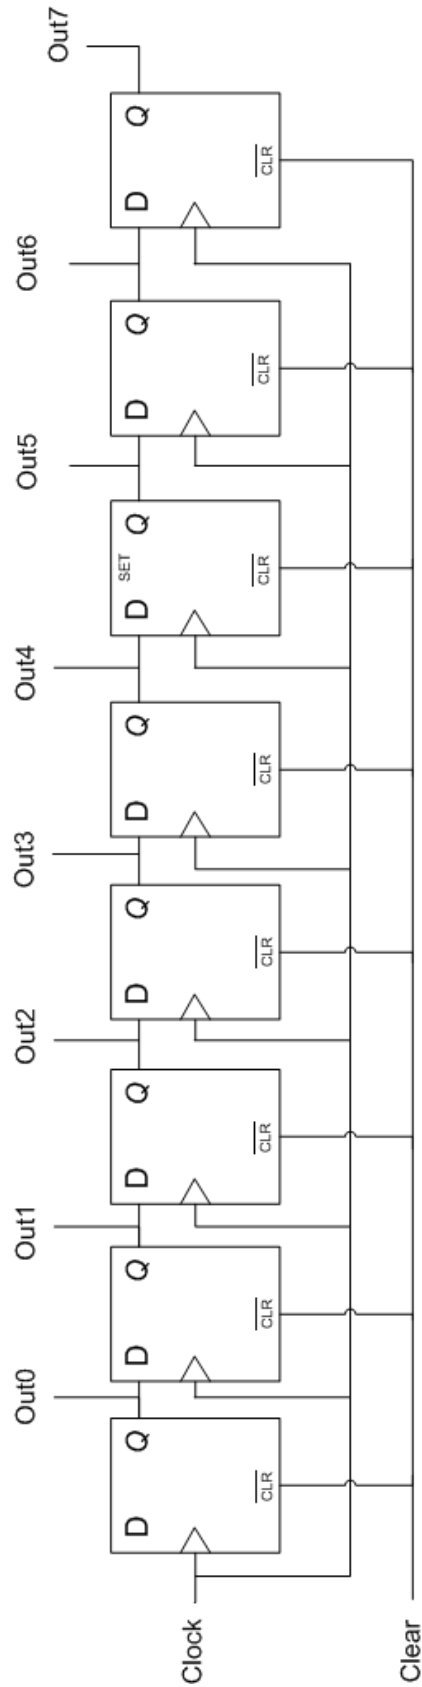 Out0 Out1 Out2 Out3 Out4 Out5 Out6 Out7
SET
D Q D Q D Q D Q D Q D Q D Q D Q
Clock
CLR CLR CLR CLR CLR CLR CLR CLR
Clear